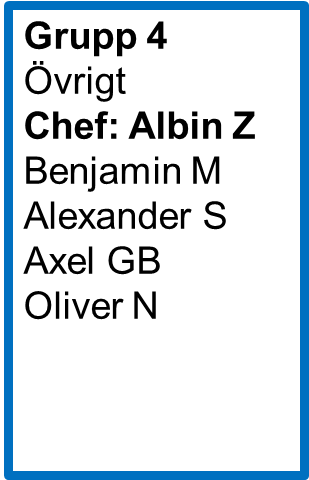 Grupp 4
Övrigt
Chef: Albin Z
Benjamin M
Alexander S
Axel GB
Oliver N